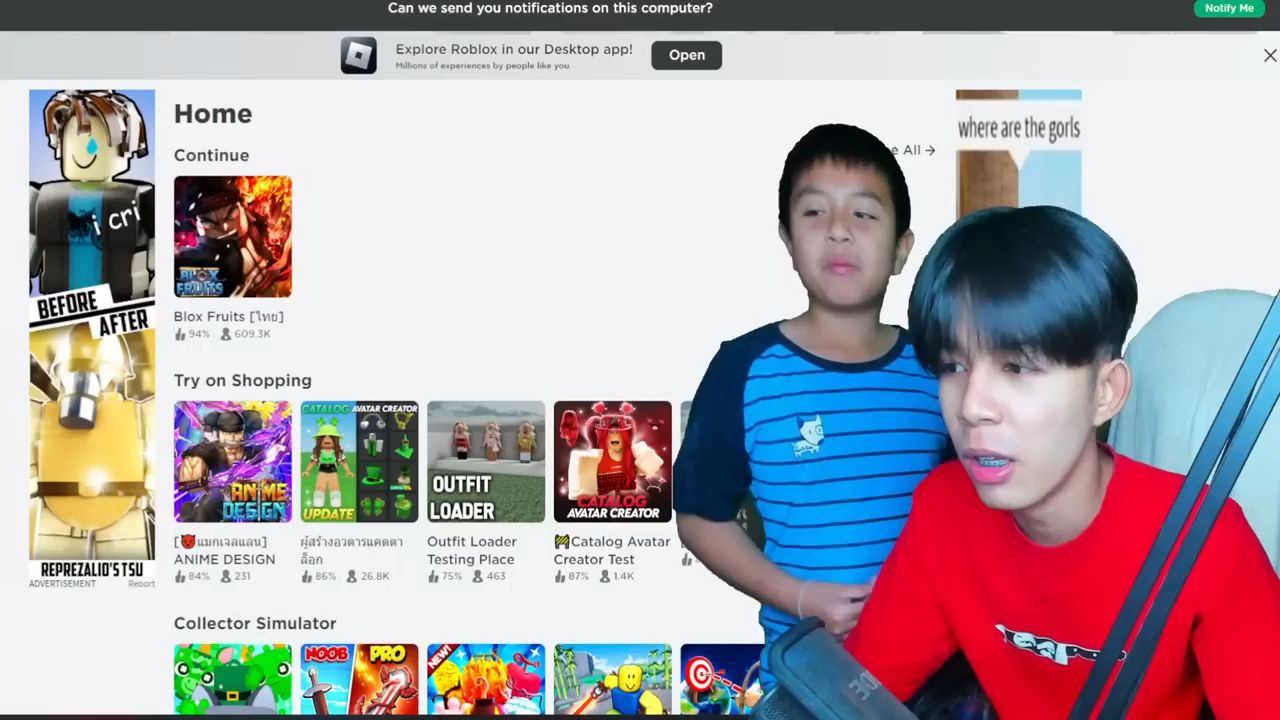 Can we send you notifications on this computer?
Notify Me
Explore Roblox in our Desktop app!
Millions of experiences by people like you
Open
Home
Continue
BLOX
FRUITS
Blox Fruits [ไทย]
94% 609.3K
i cri
BEFORE
AFTER
REPREZALIO'S TSU
ADVERTISEMENT
Report
where are the gorls
Try on Shopping
ANIME
DESIGN
[👹แมกเจลแลน]
ANIME DESIGN
84% 231
CATALOG AVATAR CREATOR
UPDATE
ผู้สร้างอวตารแคตตา
ล็อก
86% 26.8K
OUTFIT
LOADER
Outfit Loader
Testing Place
75% 463
CATALOG
AVATAR CREATOR
🚧Catalog Avatar
Creator Test
87% 1.4K
Collector Simulator
NOOB
PRO
NEW!